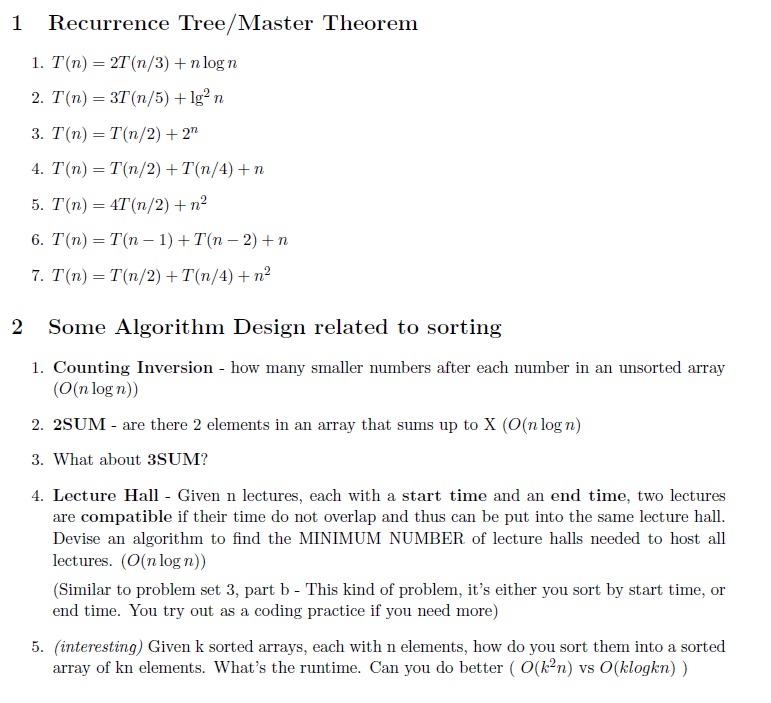 1 Recurrence Tree/Master Theorem
1. T(n) = 2T(n/3) + n log n
2. T(n) = 3T(n/5) + lg² n
3. T(n) = T(n/2) + 2ⁿ
4. T(n) = T(n/2) + T(n/4) + n
5. T(n) = 4T(n/2) + n²
6. T(n) = T(n − 1) + T(n − 2) + n
7. T(n) = T(n/2) + T(n/4) + n²
2 Some Algorithm Design related to sorting
1. Counting Inversion - how many smaller numbers after each number in an unsorted array
(O(n log n))
2. 2SUM - are there 2 elements in an array that sums up to X (O(n log n)
3. What about 3SUM?
4. Lecture Hall - Given n lectures, each with a start time and an end time, two lectures
are compatible if their time do not overlap and thus can be put into the same lecture hall.
Devise an algorithm to find the MINIMUM NUMBER of lecture halls needed to host all
lectures. (O(n log n))
(Similar to problem set 3, part b - This kind of problem, it's either you sort by start time, or
end time. You try out as a coding practice if you need more)
5. (interesting) Given k sorted arrays, each with n elements, how do you sort them into a sorted
array of kn elements. What's the runtime. Can you do better ( O(k²n) vs O(klogkn) )